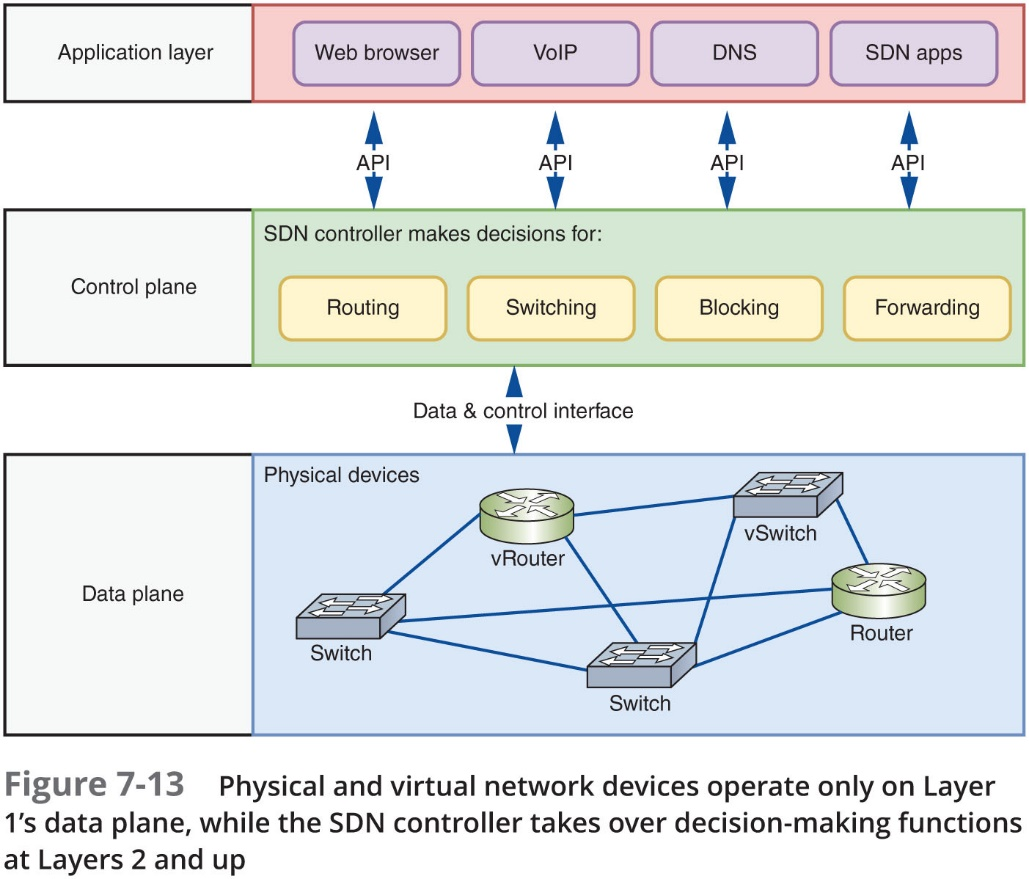 Application layer
Web browser
VoIP
DNS
SDN apps
API
API
API
API
Control plane
SDN controller makes decisions for:
Routing
Switching
Blocking
Forwarding
Data & control interface
Data plane
Physical devices
vRouter
vSwitch
Switch
Router
Switch
Figure 7-13 Physical and virtual network devices operate only on Layer
1’s data plane, while the SDN controller takes over decision-making functions
at Layers 2 and up